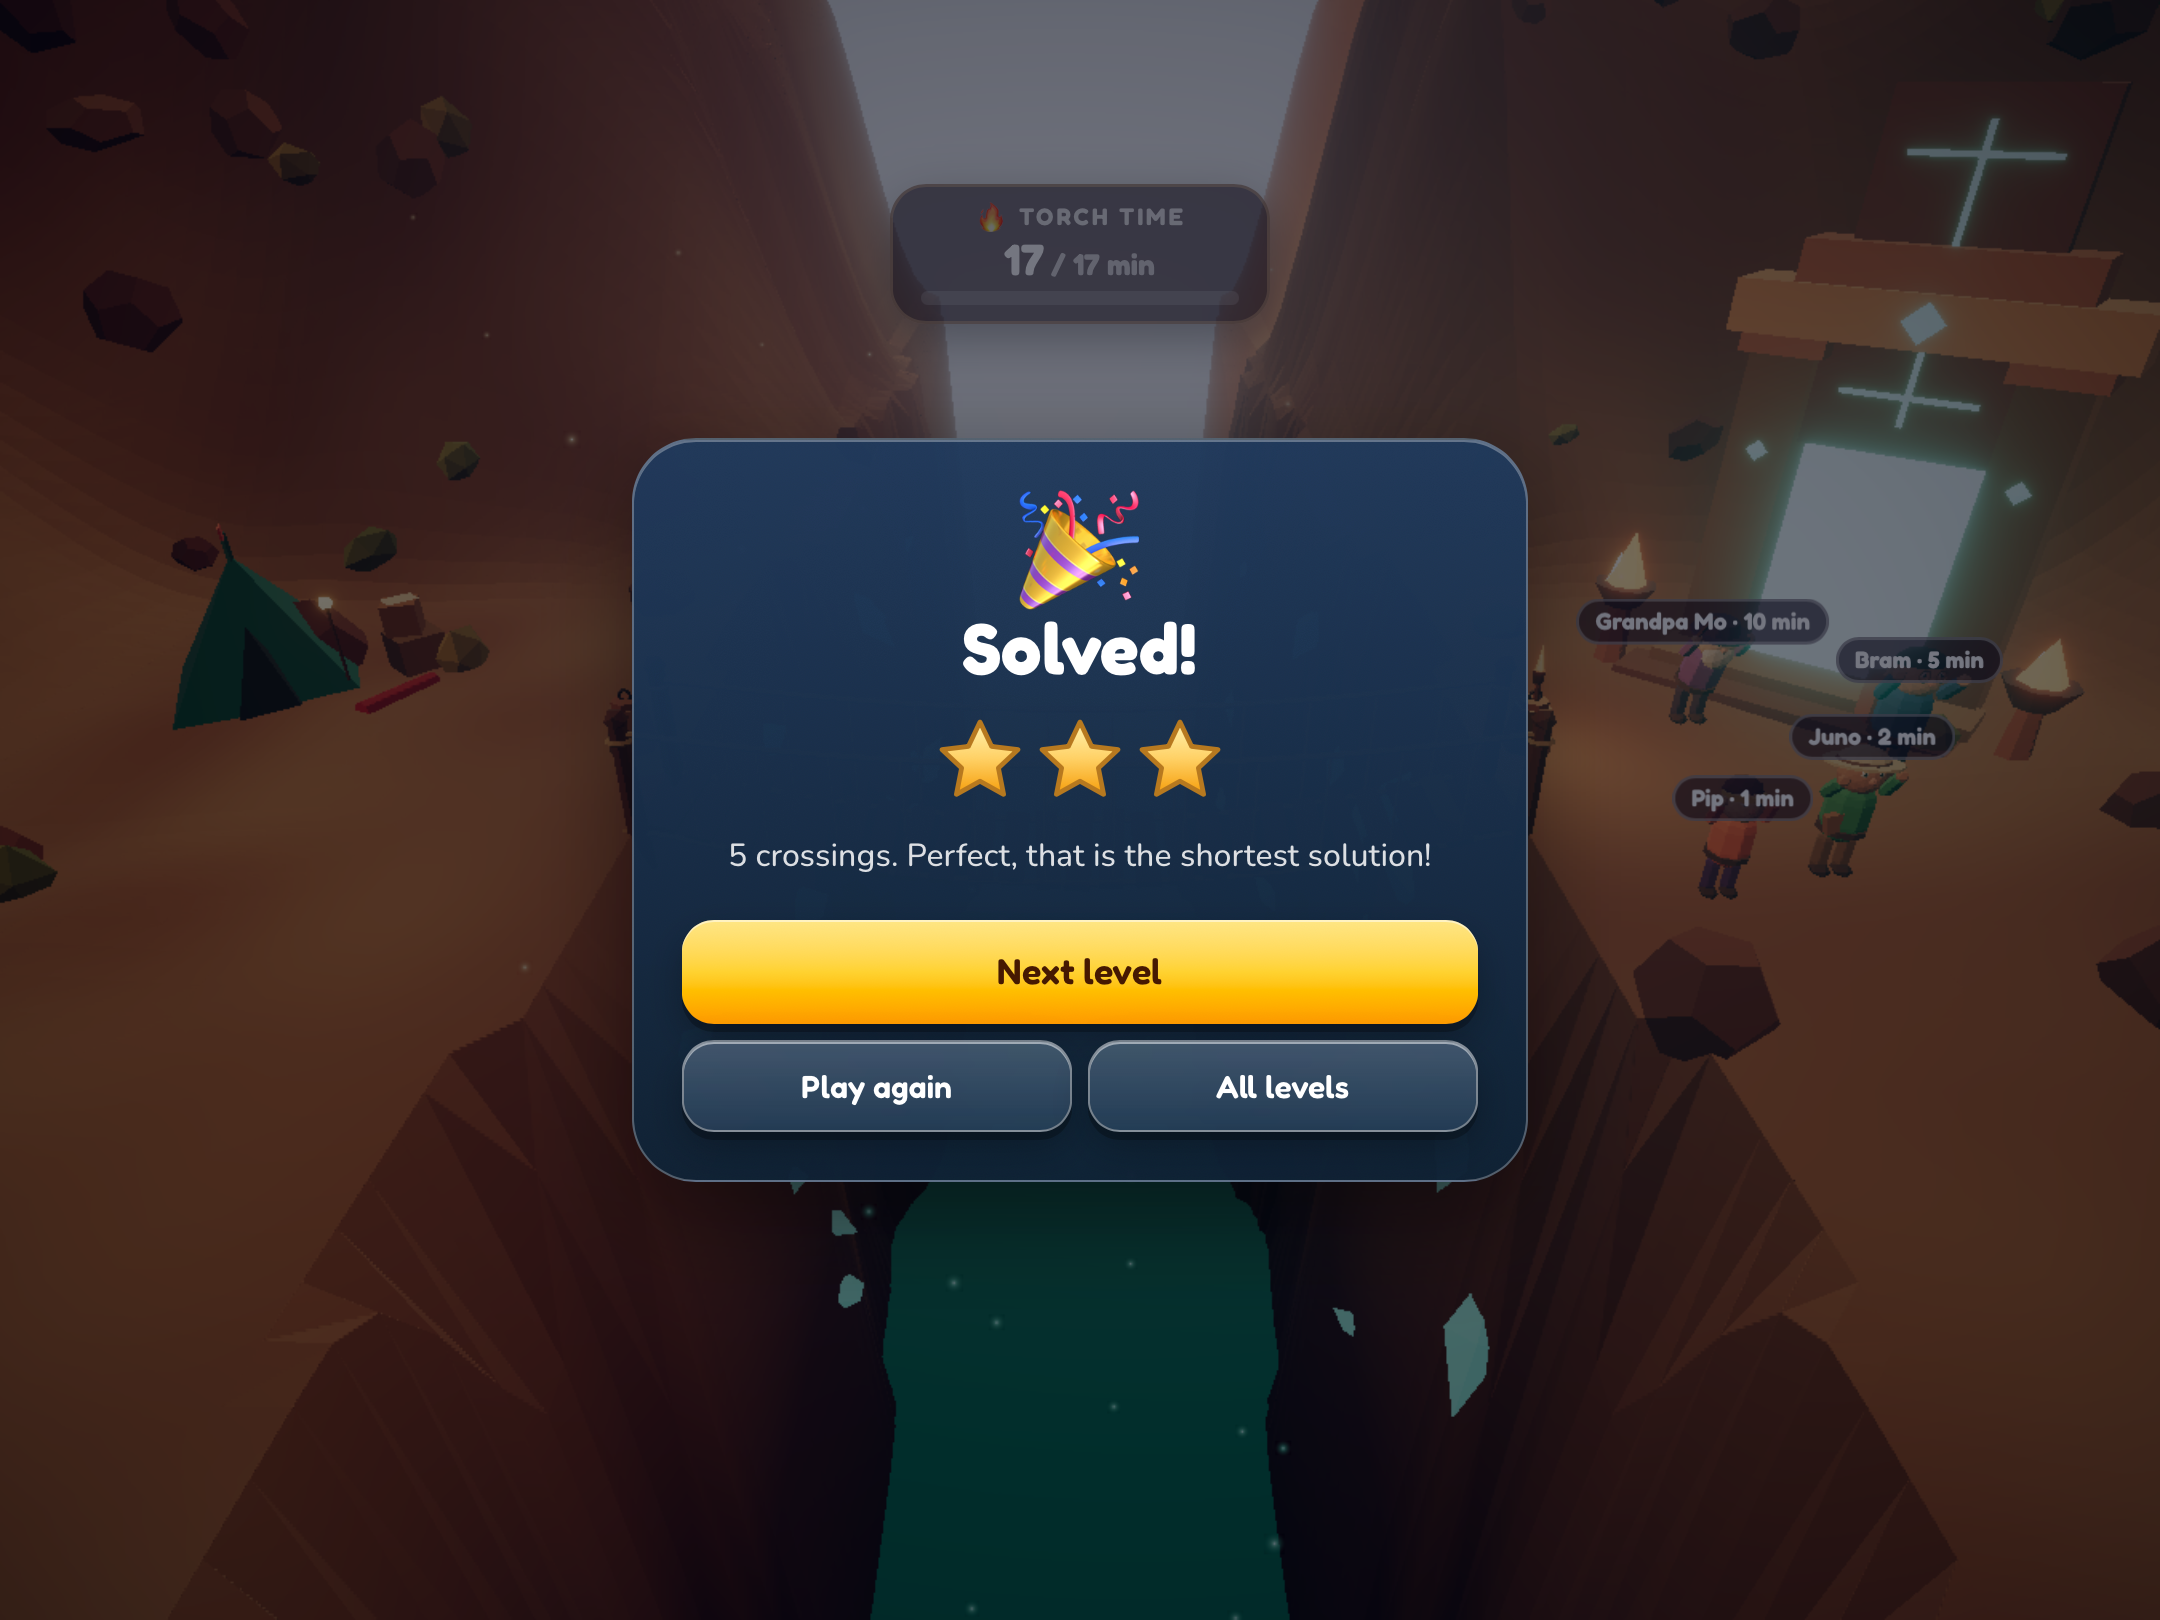 TORCH TIME
17 / 17 min
Solved!
5 crossings. Perfect, that is the shortest solution!
Next level
Play again
All levels
Grandpa Mo · 10 min
Bram · 5 min
Juno · 2 min
Pip · 1 min